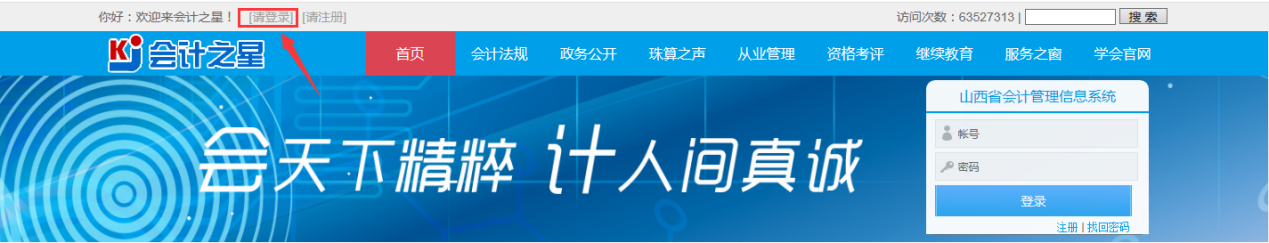 你好：欢迎来会计之星！ [请登录] [请注册] 访问次数：63527313 | 搜 索
KJ 会计之星 首页 会计法规 政务公开 珠算之声 从业管理 资格考评 继续教育 服务之窗 学会官网
会天下精粹 计人间真诚
山西省会计管理信息系统
帐号
密码
登录
注册 | 找回密码